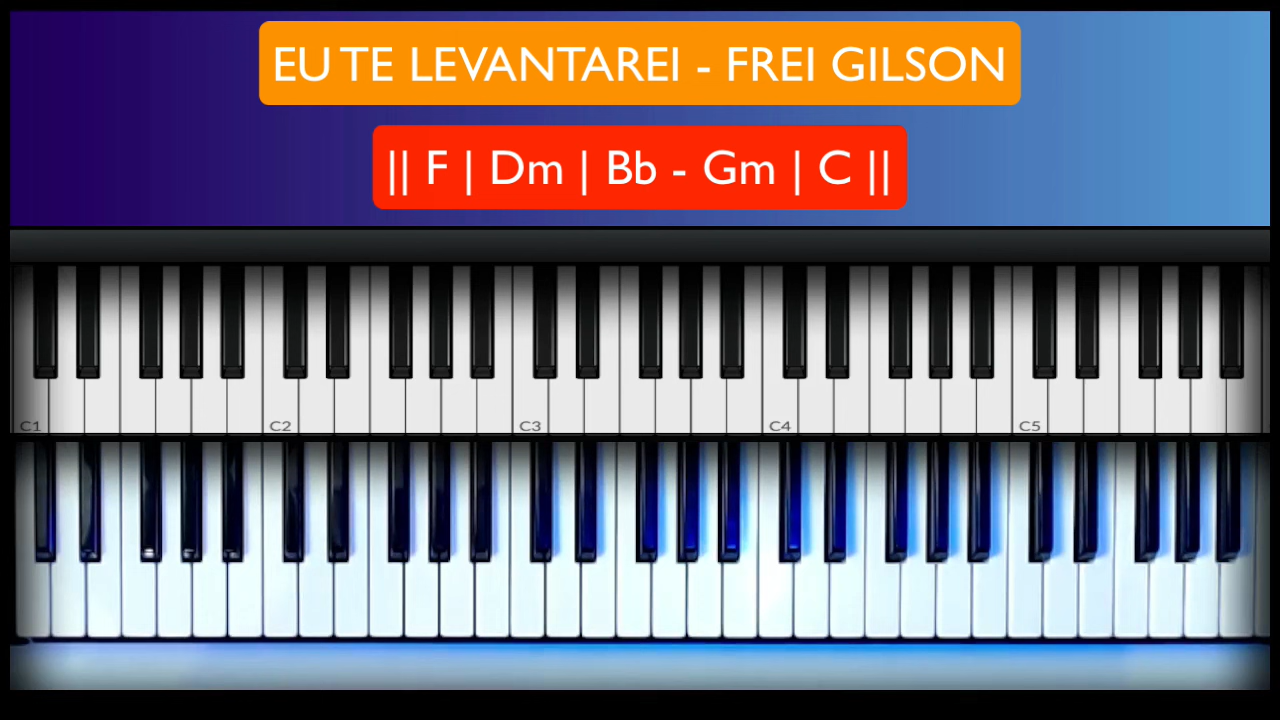 EU TE LEVANTAREI - FREI GILSON
|| F | Dm | Bb - Gm | C ||
C1 C2 C3 C4 C5